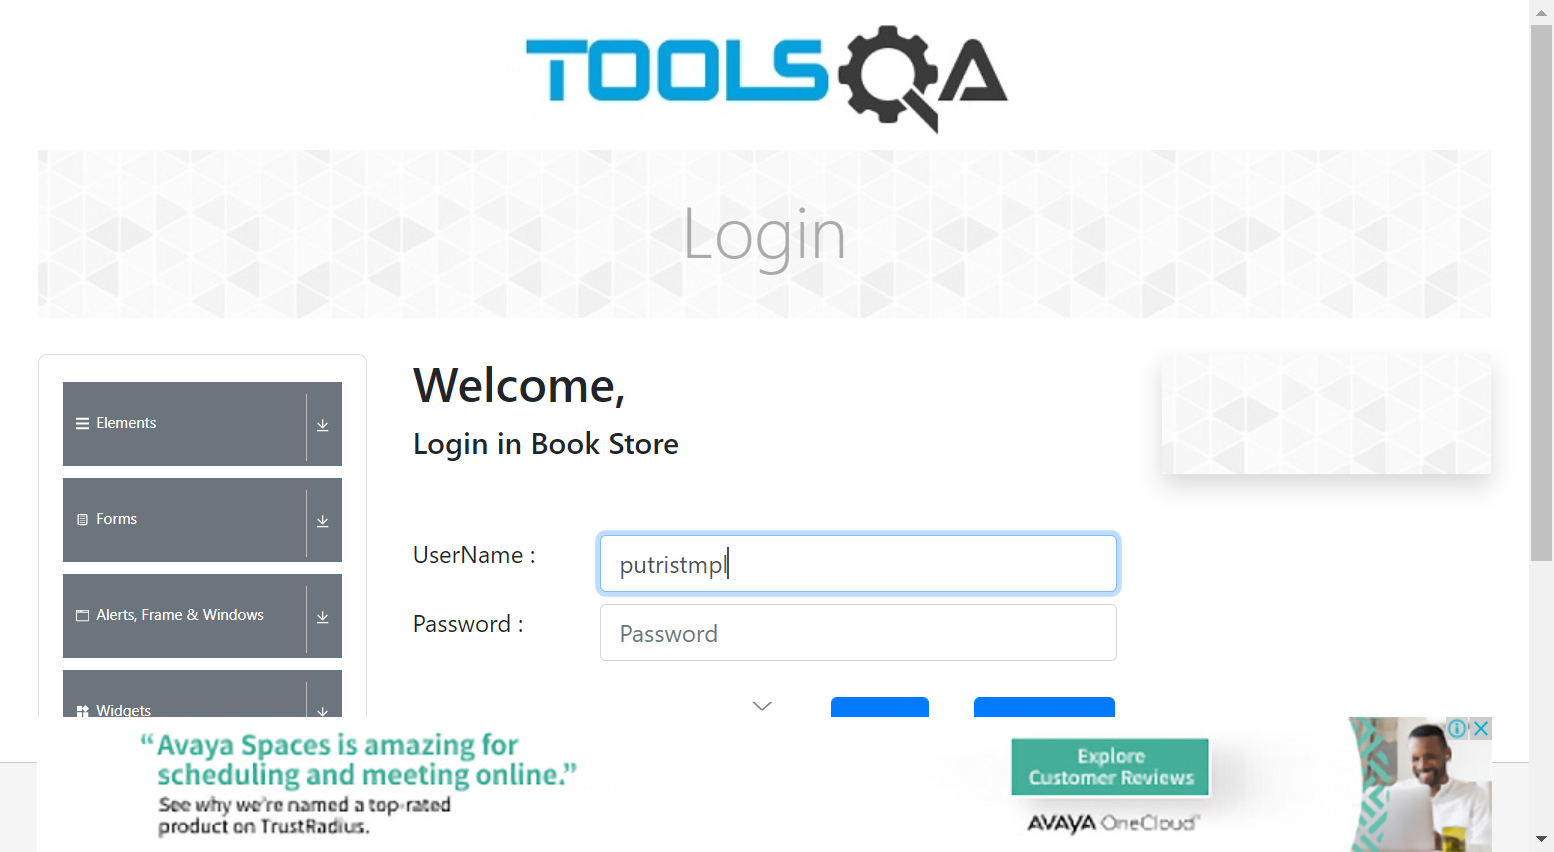 TOOLSQA
Login
Welcome,
Login in Book Store
Elements
Forms
Alerts, Frame & Windows
Widgets
UserName :
putristmpl
Password :
Password
“Avaya Spaces is amazing for
scheduling and meeting online.”
See why we’re named a top-rated
product on TrustRadius.
Explore
Customer Reviews
AVAYA OneCloud